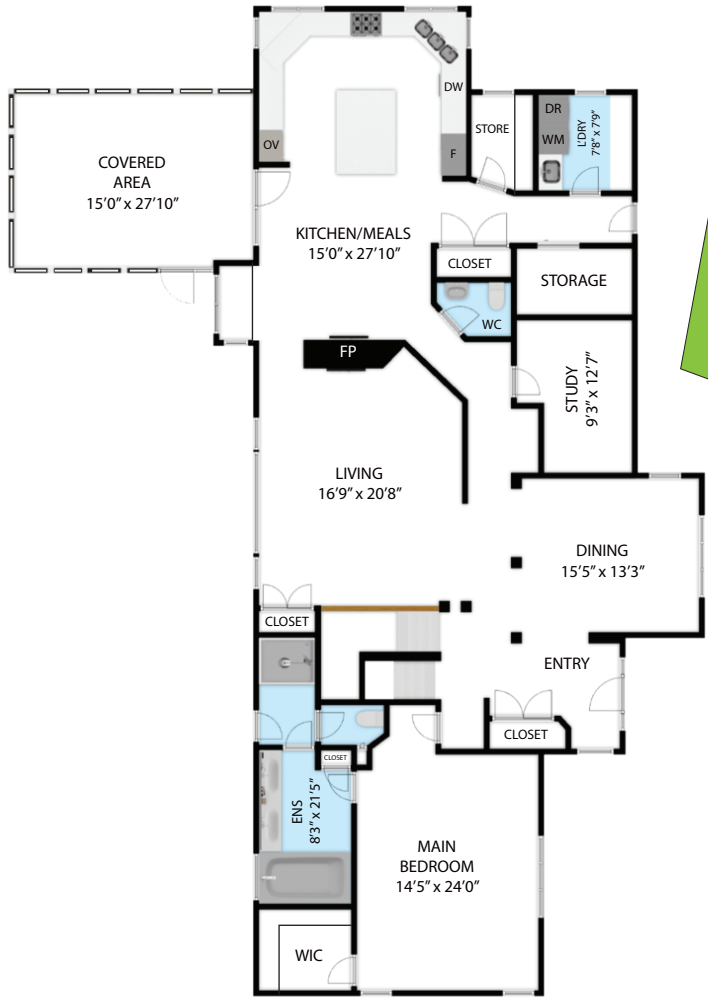 DW
DR
WM
L'DRY
7'8" x 7'9"
STORE
OV
F
COVERED
AREA
15'0" x 27'10"
KITCHEN/MEALS
15'0" x 27'10"
CLOSET
STORAGE
WC
FP
STUDY
9'3" x 12'7"
LIVING
16'9" x 20'8"
DINING
15'5" x 13'3"
CLOSET
ENTRY
CLOSET
CLOSET
ENS
8'3" x 21'5"
MAIN
BEDROOM
14'5" x 24'0"
WIC